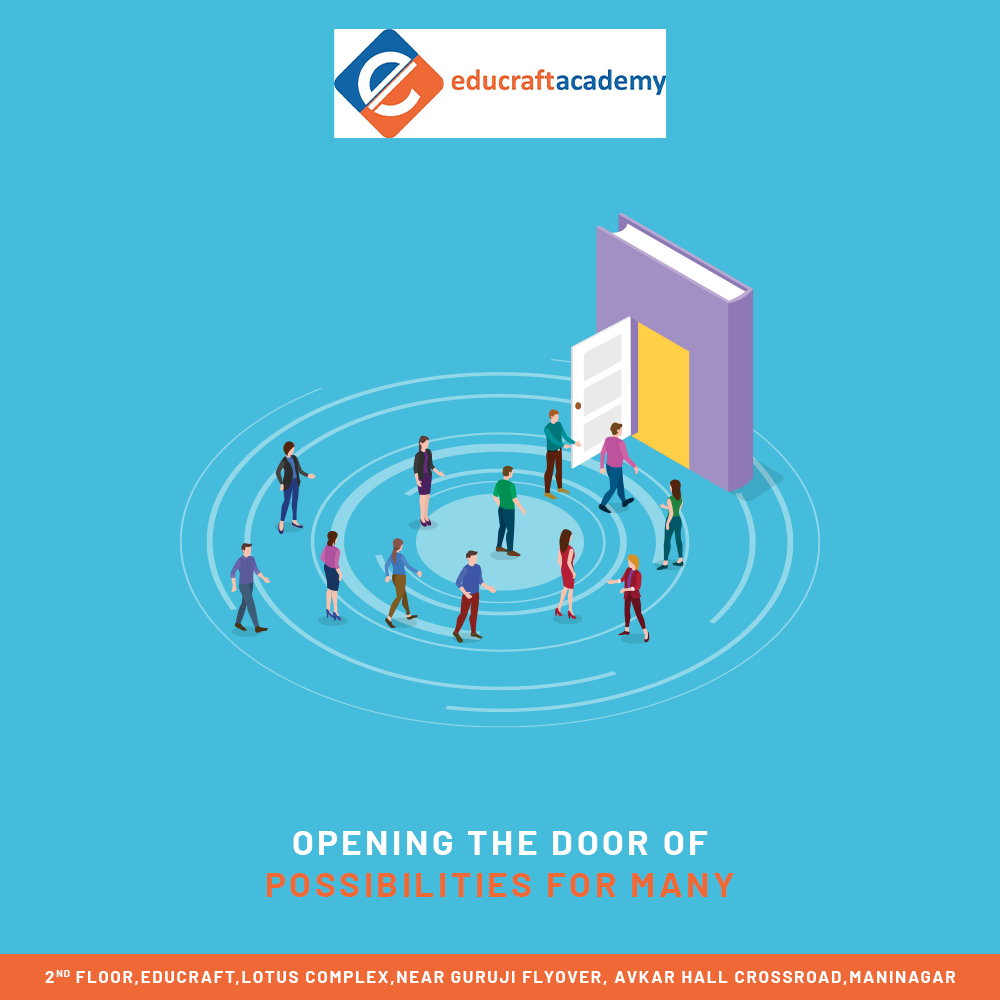 educraftacademy
OPENING THE DOOR OF
POSSIBILITIES FOR MANY
2ND FLOOR,EDUCRAFT,LOTUS COMPLEX,NEAR GURUJI FLYOVER, AVKAR HALL CROSSROAD,MANINAGAR